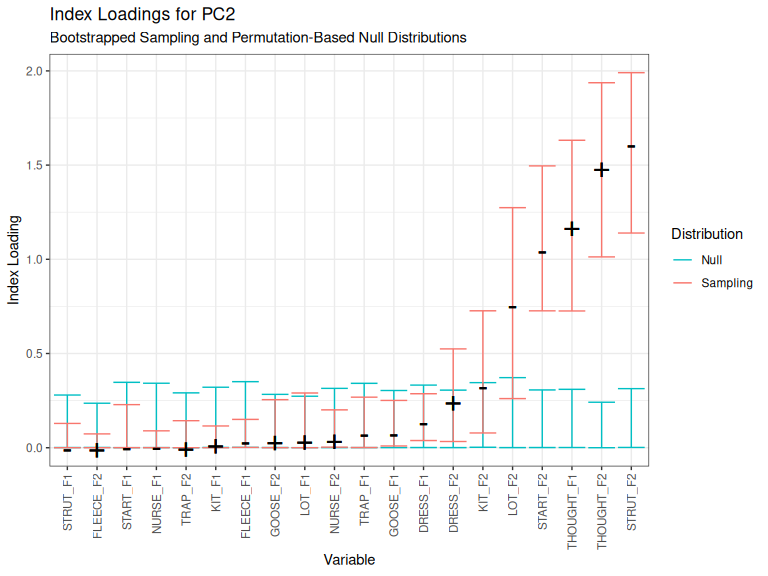 Index Loadings for PC2
Bootstrapped Sampling and Permutation-Based Null Distributions
Index Loading
2.0
1.5
1.0
0.5
0.0
STRUT_F1
FLEECE_F2
START_F1
NURSE_F1
TRAP_F2
KIT_F1
FLEECE_F1
GOOSE_F2
LOT_F1
NURSE_F2
TRAP_F1
GOOSE_F1
DRESS_F1
DRESS_F2
KIT_F2
LOT_F2
START_F2
THOUGHT_F1
THOUGHT_F2
STRUT_F2
Variable
Distribution
Null
Sampling